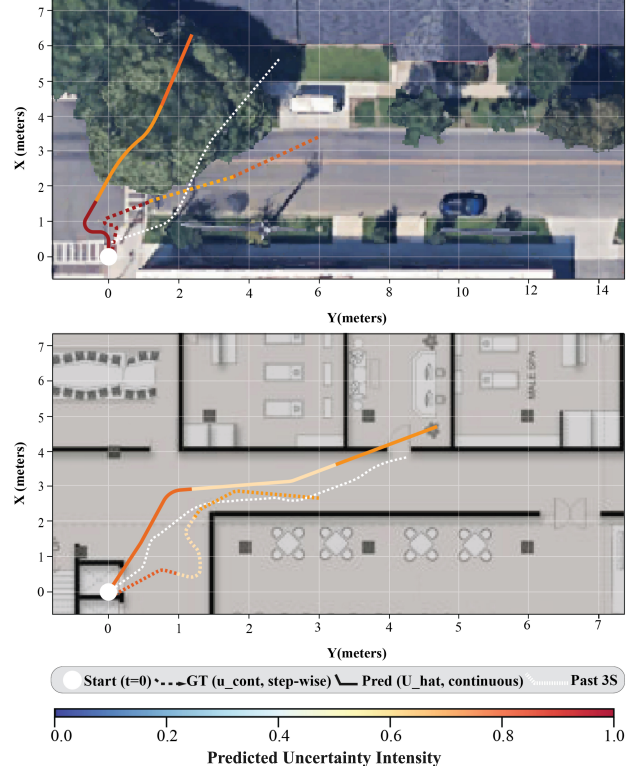 7
6
5
4
3
2
1
0
X (meters)
0 2 4 6 8 10 12 14
Y(meters)
7
6
5
4
3
2
1
0
X (meters)
MALE SPA
0 1 2 3 4 5 6 7
Y(meters)
Start (t=0) GT (u_cont, step-wise) Pred (U_hat, continuous) Past 3S
0.0 0.2 0.4 0.6 0.8 1.0
Predicted Uncertainty Intensity